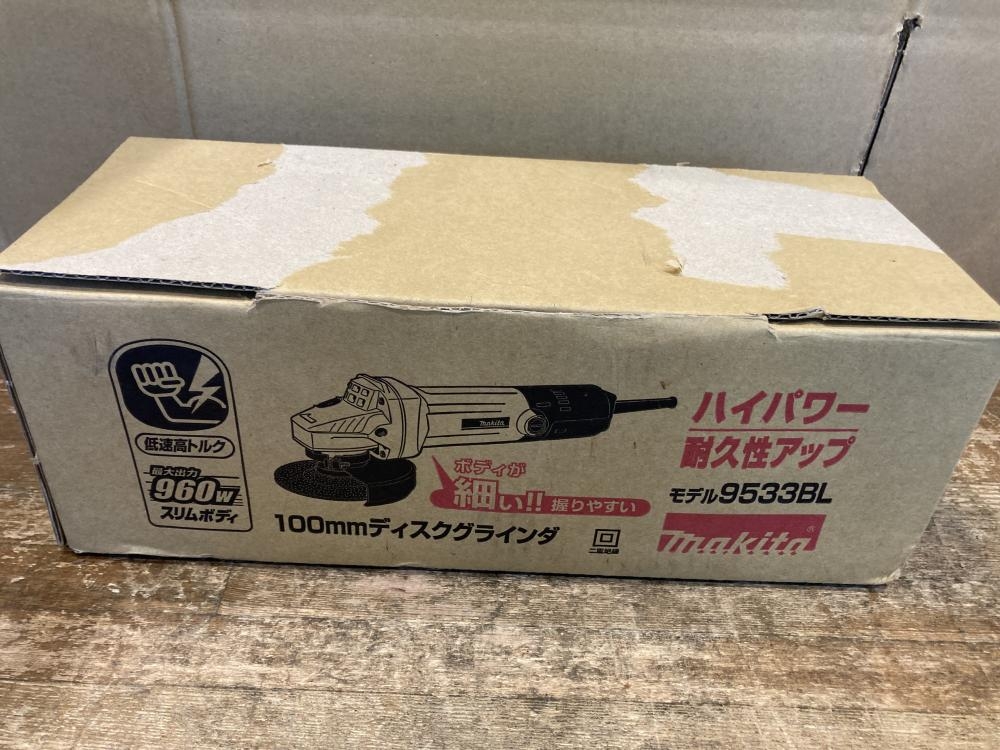 低速高トルク
最大出力
960W
スリムボディ
makita
ボディが
細い!! 握りやすい
100mmディスクグラインダ
二重絶縁
ハイパワー
耐久性アップ
モデル9533BL
makita®